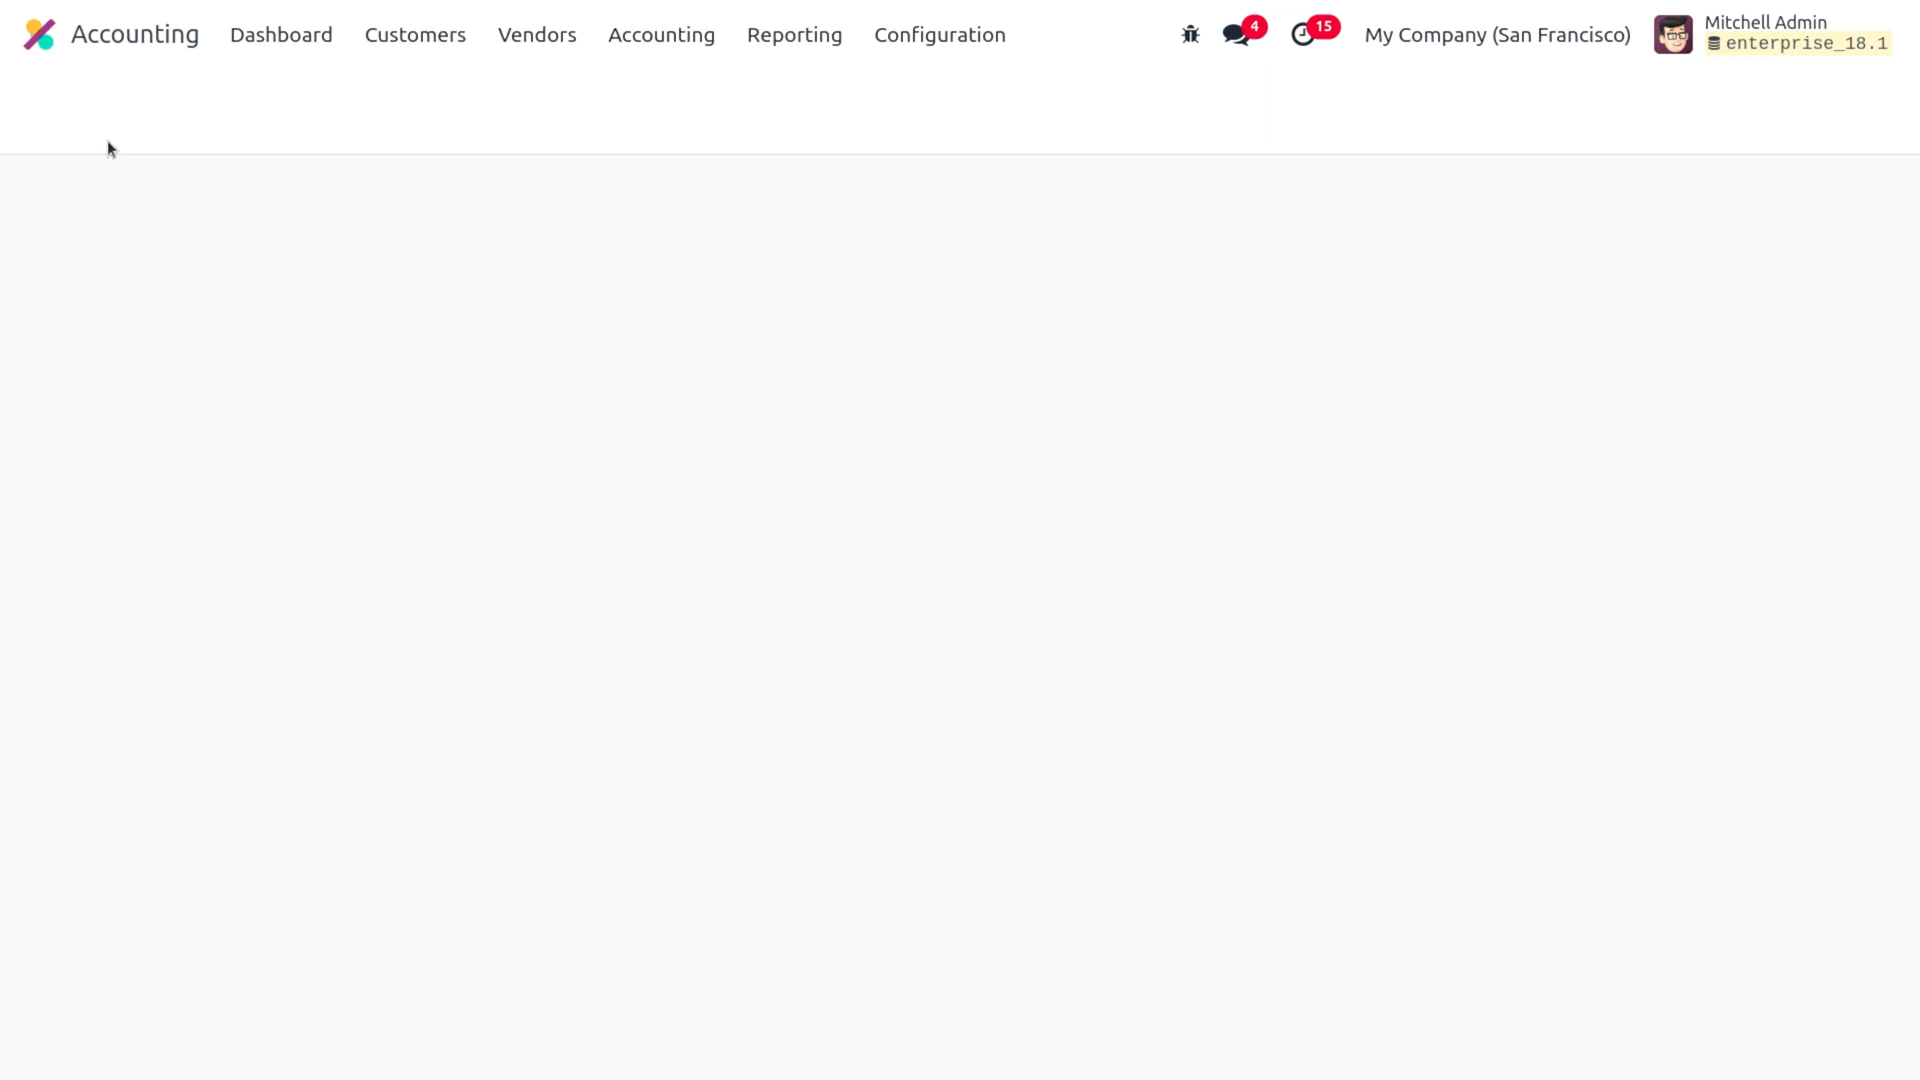 Accounting Dashboard Customers Vendors Accounting Reporting Configuration 4 15 My Company (San Francisco) Mitchell Admin
enterprise_18.1